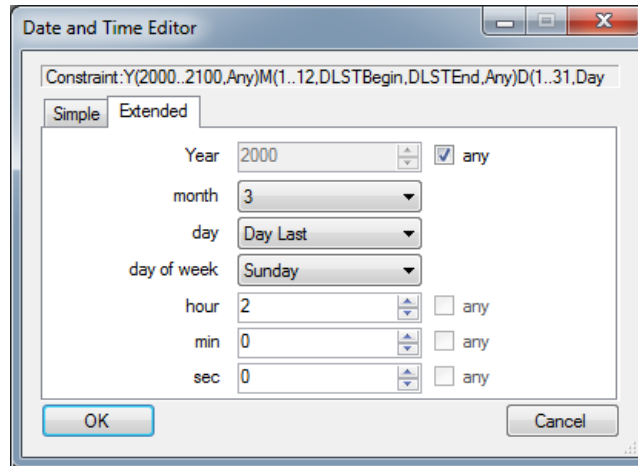 Date and Time Editor
Constraint:Y(2000..2100,Any)M(1..12,DLSTBegin,DLSTEnd,Any)D(1..31,Day
Simple Extended
Year 2000 any
month 3
day Day Last
day of week Sunday
hour 2 any
min 0 any
sec 0 any
OK Cancel